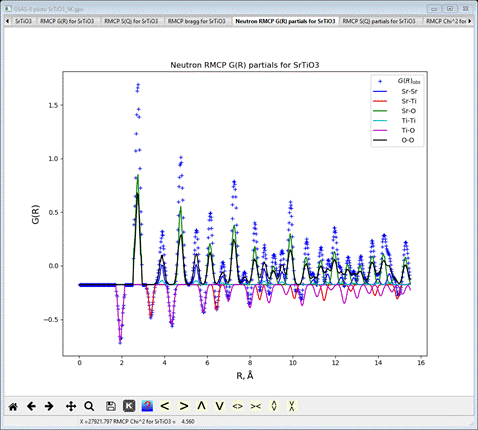 GSAS-II plots: SrTiO3_5K.gpx
SrTiO3 RMCP G(R) for SrTiO3 RMCP S(Q) for SrTiO3 RMCP bragg for SrTiO3 Neutron RMCP G(R) partials for SrTiO3 RMCP S(Q) partials for SrTiO3 RMCP Chi^2 for
Neutron RMCP G(R) partials for SrTiO3
G(R)obs
Sr-Sr
Sr-Ti
Sr-O
Ti-Ti
Ti-O
O-O
1.5
1.0
0.5
0.0
−0.5
G(R)
0 2 4 6 8 10 12 14 16
R, Å
K
X =27921.797 RMCP Chi^2 for SrTiO3 = 4.560